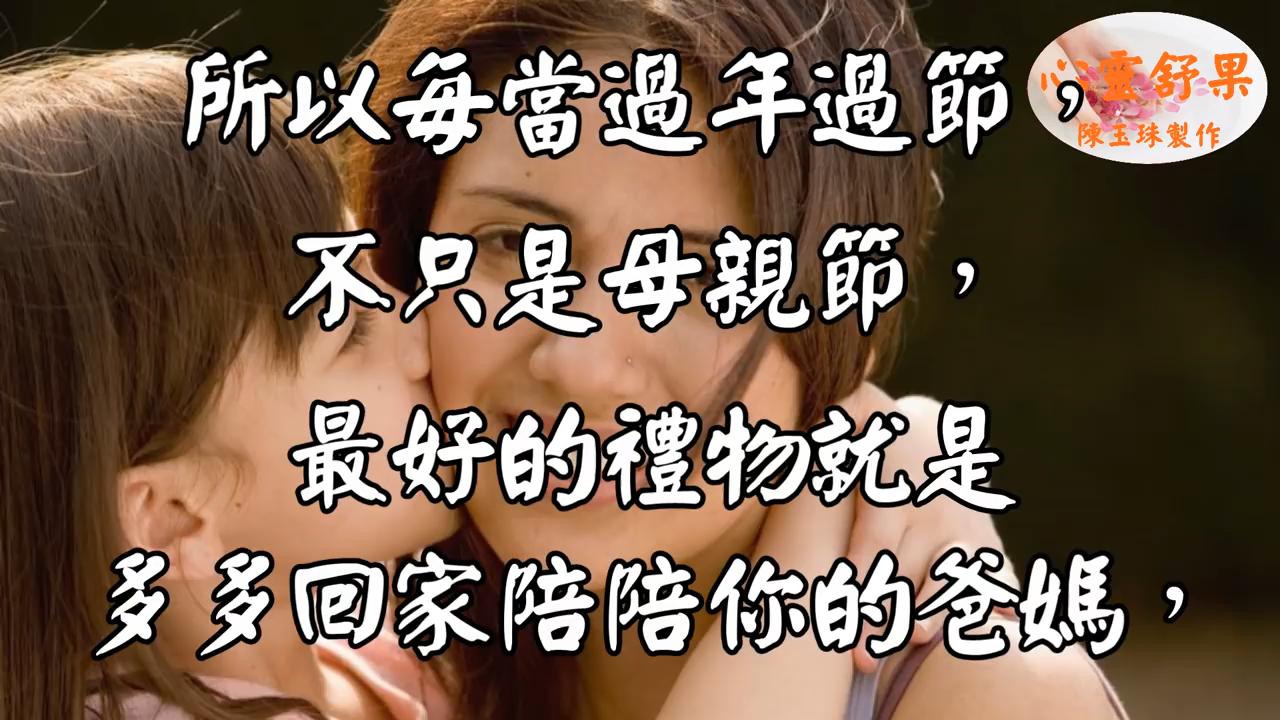 所以每當過年過節，
不只是母親節，
最好的禮物就是
多多回家陪陪你的爸媽，
心靈舒果
陳玉珠製作